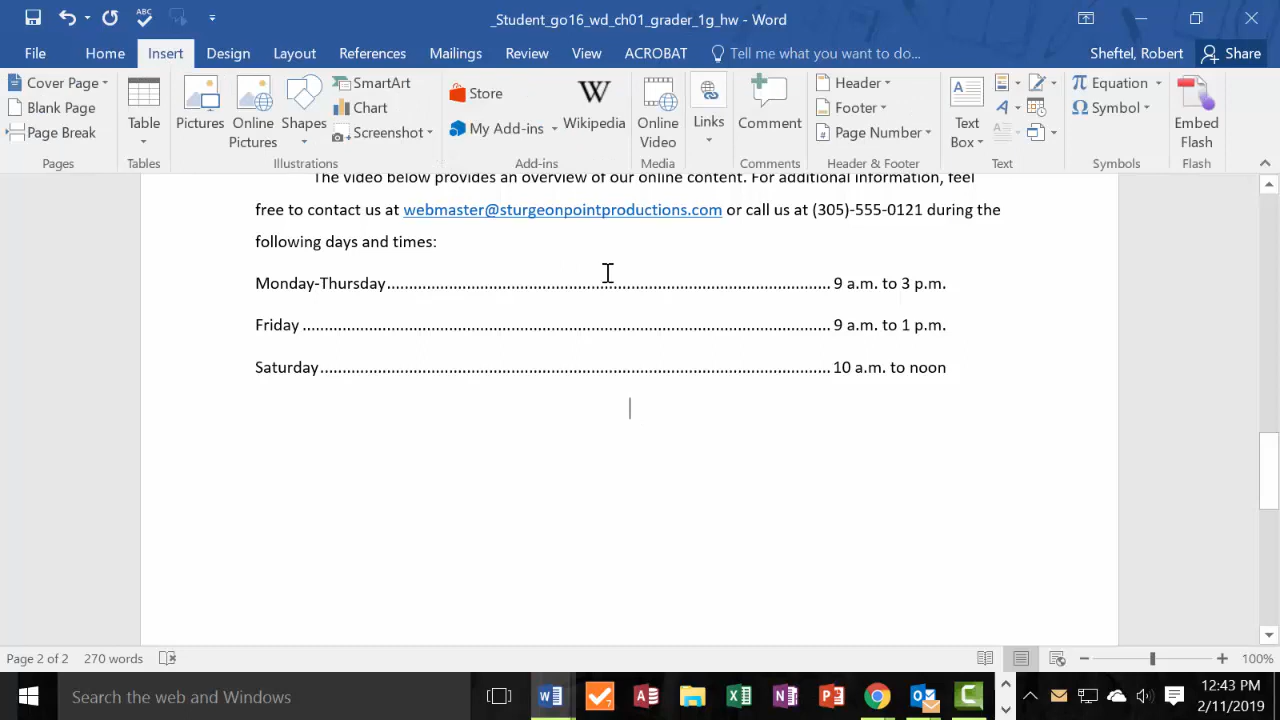 _Student_go16_wd_ch01_grader_1g_hw - Word
File Home Insert Design Layout References Mailings Review View ACROBAT Tell me what you want to do... Sheftel, Robert Share
Cover Page
Blank Page
Page Break
Pages
Table
Tables
Pictures
Online Pictures
Shapes
SmartArt
Chart
Screenshot
Illustrations
Store
My Add-ins
Wikipedia
Add-ins
Online Video
Media
Links
Comment
Comments
Header
Footer
Page Number
Header & Footer
Text Box
Text
Equation
Symbol
Symbols
Embed Flash
Flash
The video below provides an overview of our online content. For additional information, feel
free to contact us at webmaster@sturgeonpointproductions.com or call us at (305)-555-0121 during the
following days and times:
Monday-Thursday........................................ 9 a.m. to 3 p.m.
Friday ........................................ 9 a.m. to 1 p.m.
Saturday........................................ 10 a.m. to noon
Page 2 of 2 270 words 100%
Search the web and Windows
12:43 PM
2/11/2019